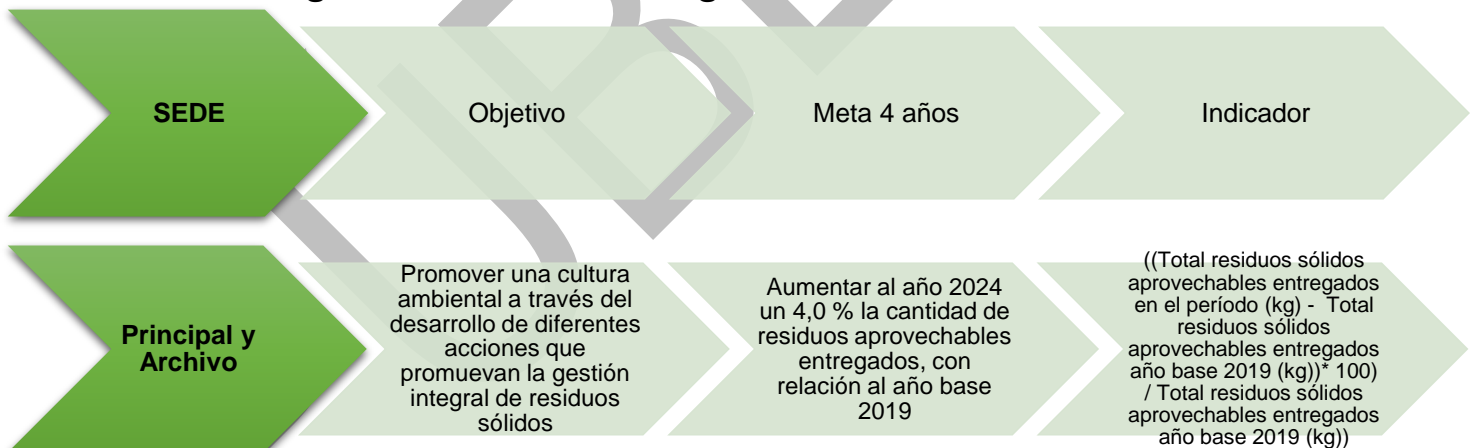 SEDE
Objetivo
Meta 4 años
Indicador
Principal y
Archivo
Promover una cultura
ambiental a través del
desarrollo de diferentes
acciones que
promuevan la gestión
integral de residuos
sólidos
Aumentar al año 2024
un 4,0 % la cantidad de
residuos aprovechables
entregados, con
relación al año base
2019
((Total residuos sólidos
aprovechables entregados
en el período (kg) - Total
residuos sólidos
aprovechables entregados
año base 2019 (kg))* 100)
/ Total residuos sólidos
aprovechables entregados
año base 2019 (kg))